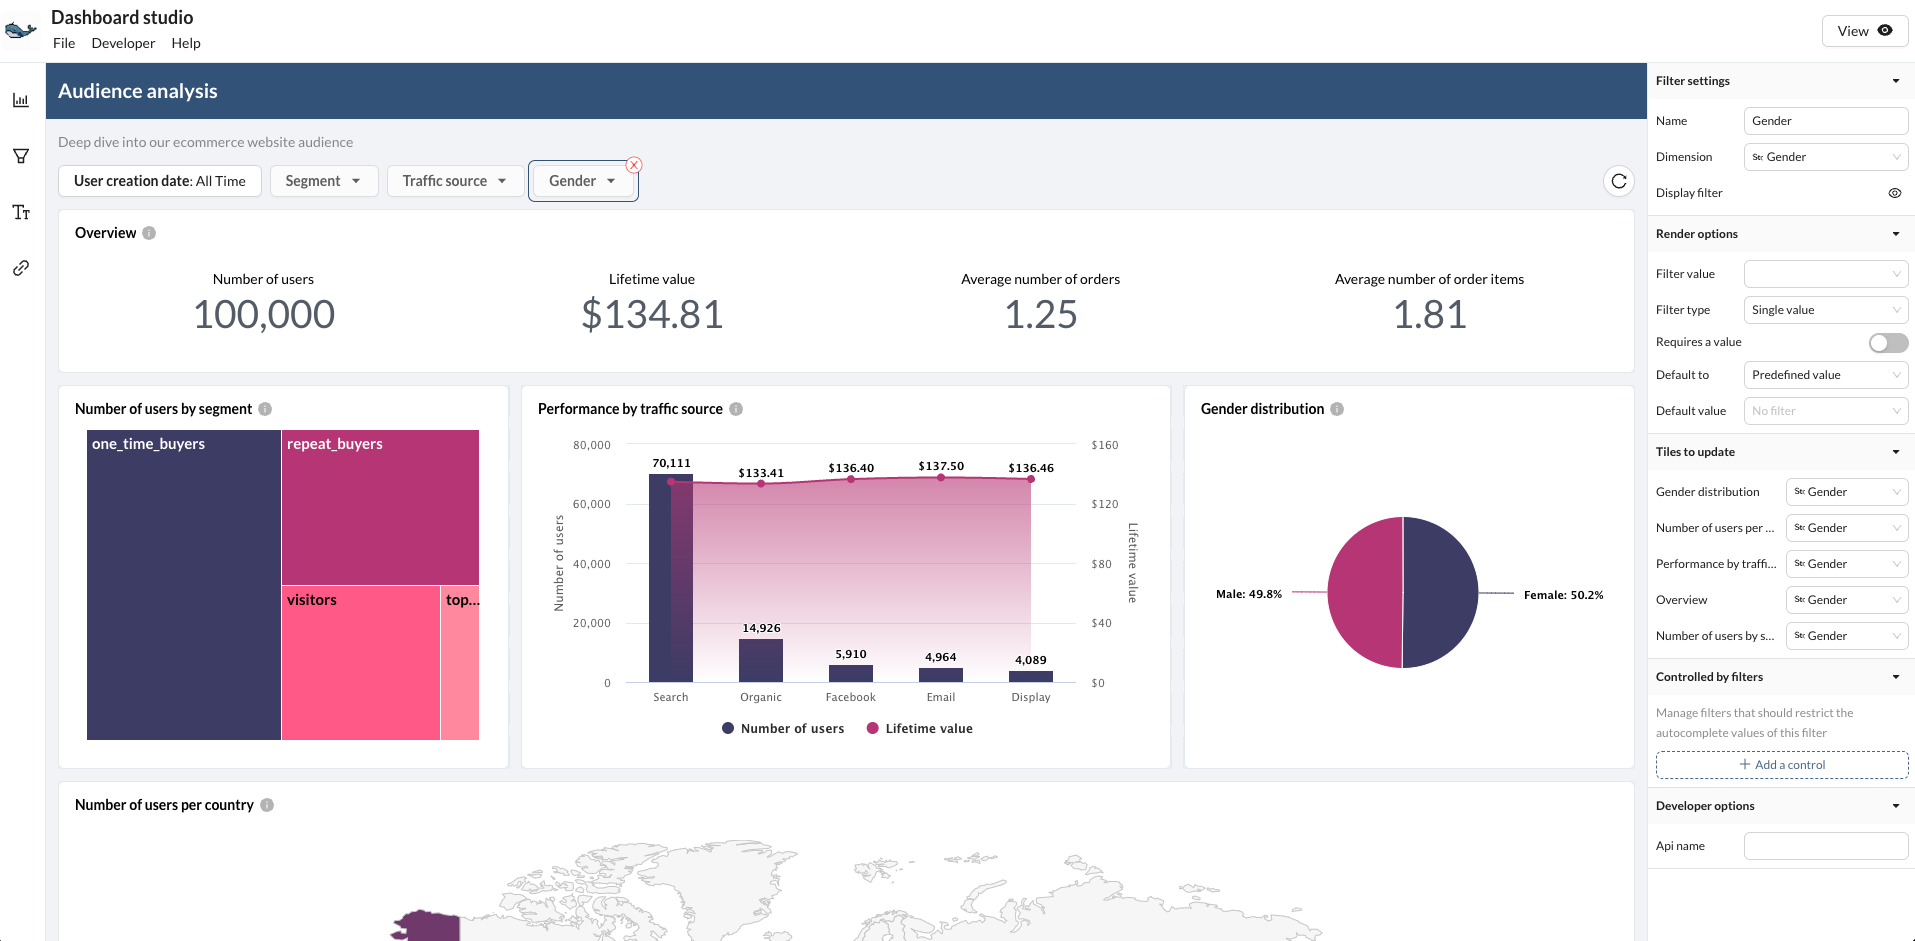 Dashboard studio
File Developer Help
View
Audience analysis
Deep dive into our ecommerce website audience
User creation date: All Time
Segment
Traffic source
Gender
Overview
Number of users
100,000
Lifetime value
$134.81
Average number of orders
1.25
Average number of order items
1.81
Number of users by segment
one_time_buyers
repeat_buyers
visitors
top...
Performance by traffic source
80,000
60,000
40,000
20,000
0
Number of users
70,111
14,926
5,910
4,964
4,089
$133.41
$136.40
$137.50
$136.46
$160
$120
$80
$40
$0
Lifetime value
Search
Organic
Facebook
Email
Display
Number of users
Lifetime value
Gender distribution
Male: 49.8%
Female: 50.2%
Number of users per country
Filter settings
Name
Gender
Dimension
Str Gender
Display filter
Render options
Filter value
Filter type
Single value
Requires a value
Default to
Predefined value
Default value
No filter
Tiles to update
Gender distribution
Str Gender
Number of users per ...
Str Gender
Performance by traffi...
Str Gender
Overview
Str Gender
Number of users by s...
Str Gender
Controlled by filters
Manage filters that should restrict the
autocomplete values of this filter
+ Add a control
Developer options
Api name